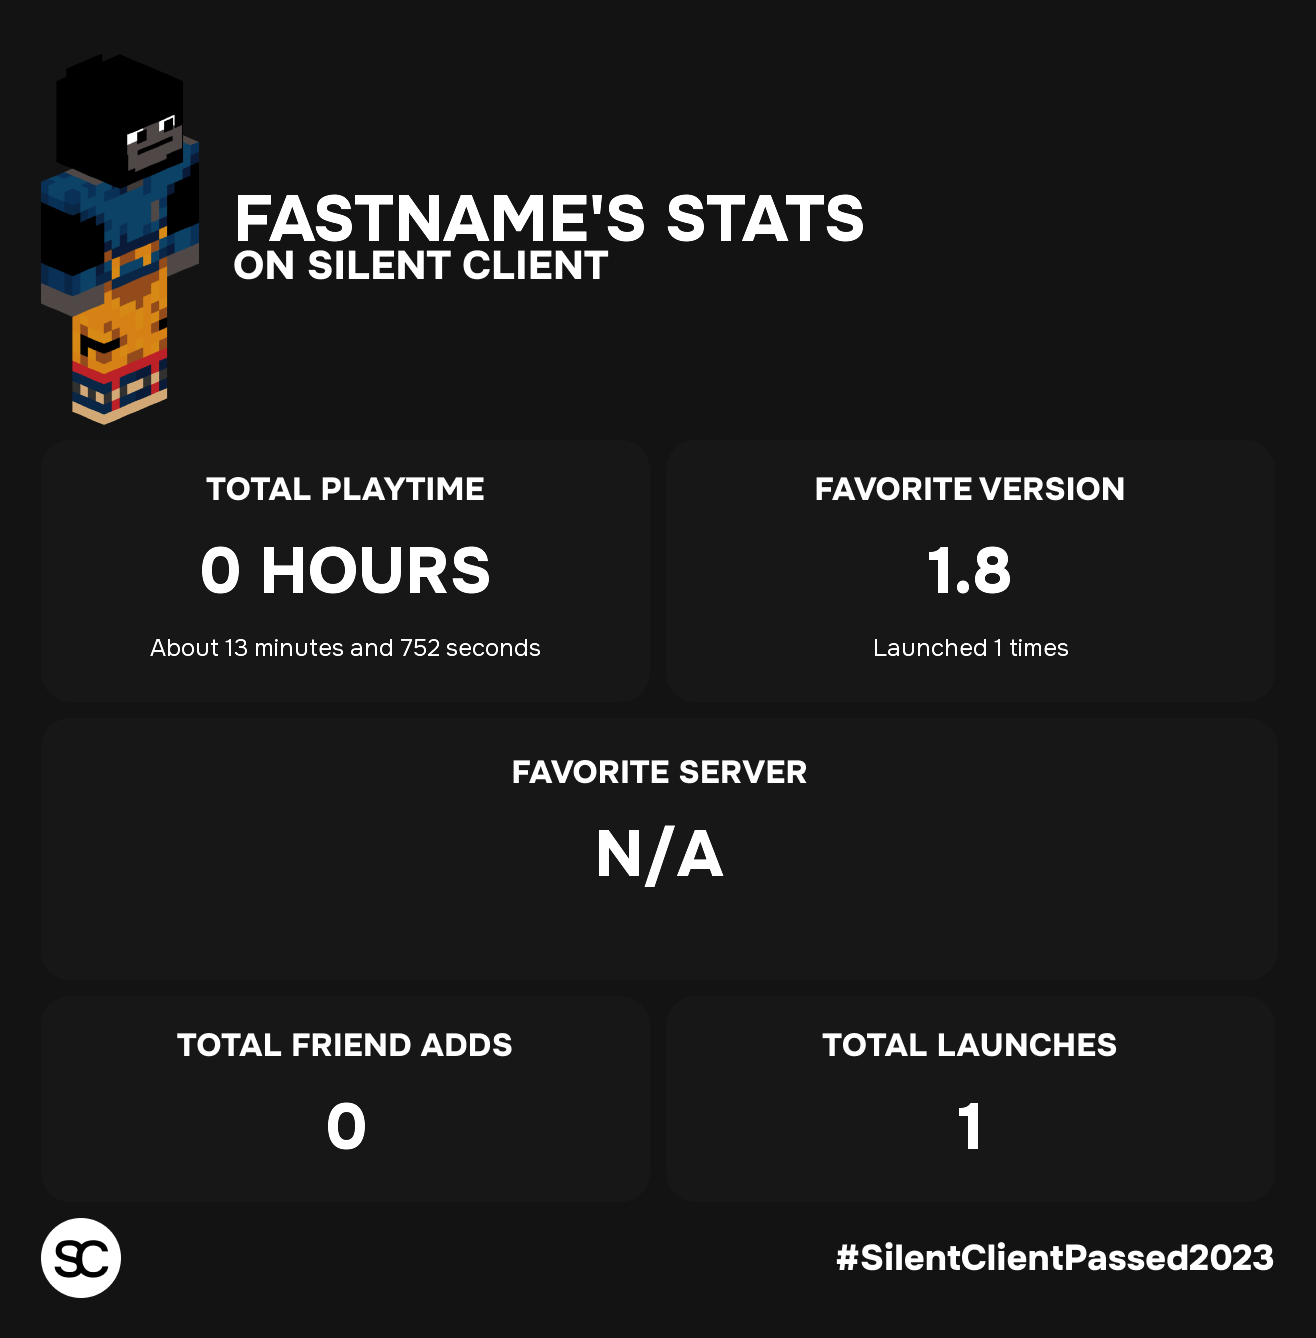 FASTNAME'S STATS
ON SILENT CLIENT
TOTAL PLAYTIME
0 HOURS
About 13 minutes and 752 seconds
FAVORITE VERSION
1.8
Launched 1 times
FAVORITE SERVER
N/A
TOTAL FRIEND ADDS
0
TOTAL LAUNCHES
1
SC
#SilentClientPassed2023